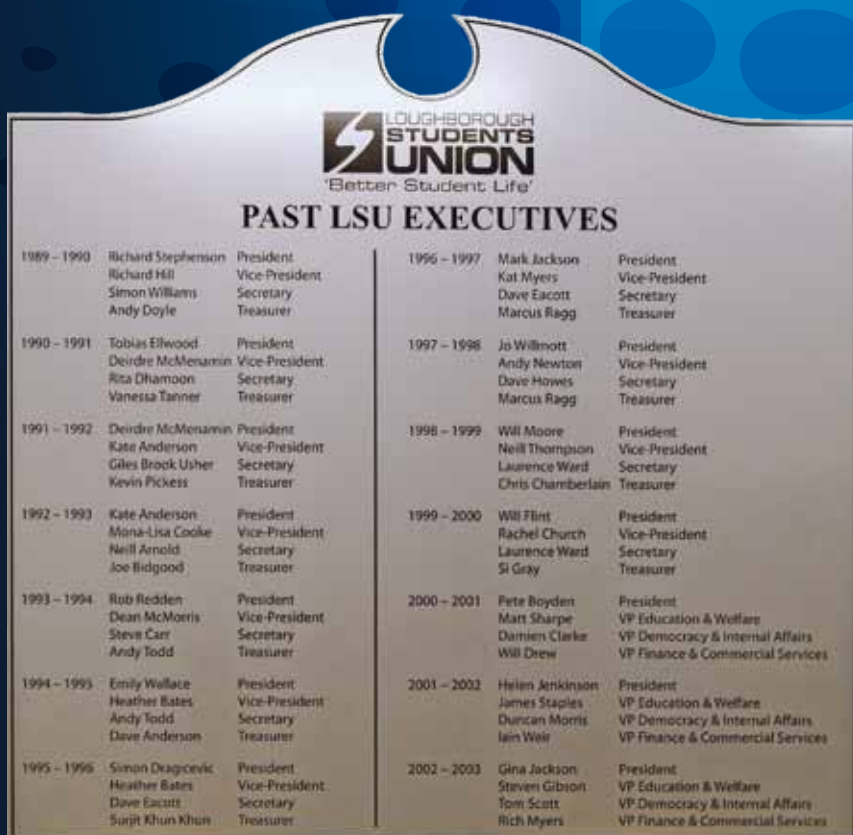 LOUGHBOROUGH
STUDENTS
UNION
'Better Student Life'
PAST LSU EXECUTIVES
1989 – 1990 Richard Stephenson President
Richard Hill Vice-President
Simon Williams Secretary
Andy Doyle Treasurer
1990 – 1991 Tobias Ellwood President
Deirdre McMenamin Vice-President
Rita Dhamoon Secretary
Vanessa Tanner Treasurer
1991 – 1992 Deirdre McMenamin President
Kate Anderson Vice-President
Giles Brook Usher Secretary
Kevin Pickess Treasurer
1992 – 1993 Kate Anderson President
Mona-Lisa Cooke Vice-President
Neill Arnold Secretary
Joe Bidgood Treasurer
1993 – 1994 Rob Redden President
Dean McMorris Vice-President
Steve Carr Secretary
Andy Todd Treasurer
1994 – 1995 Emily Wallace President
Heather Bates Vice-President
Andy Todd Secretary
Dave Anderson Treasurer
1995 – 1996 Simon Dragicevic President
Heather Bates Vice-President
Dave Eacott Secretary
Surjit Khun Khun Treasurer
1996 – 1997 Mark Jackson President
Kat Myers Vice-President
Dave Eacott Secretary
Marcus Ragg Treasurer
1997 – 1998 Jo Willmott President
Andy Newton Vice-President
Dave Howes Secretary
Marcus Ragg Treasurer
1998 – 1999 Will Moore President
Neill Thompson Vice-President
Laurence Ward Secretary
Chris Chamberlain Treasurer
1999 – 2000 Will Flint President
Rachel Church Vice-President
Laurence Ward Secretary
Si Gray Treasurer
2000 – 2001 Pete Boyden President
Matt Sharpe VP Education & Welfare
Damien Clarke VP Democracy & Internal Affairs
Will Drew VP Finance & Commercial Services
2001 – 2002 Helen Jenkinson President
James Staples VP Education & Welfare
Duncan Morris VP Democracy & Internal Affairs
Iain Weir VP Finance & Commercial Services
2002 – 2003 Gina Jackson President
Steven Gibson VP Education & Welfare
Tom Scott VP Democracy & Internal Affairs
Rich Myers VP Finance & Commercial Services